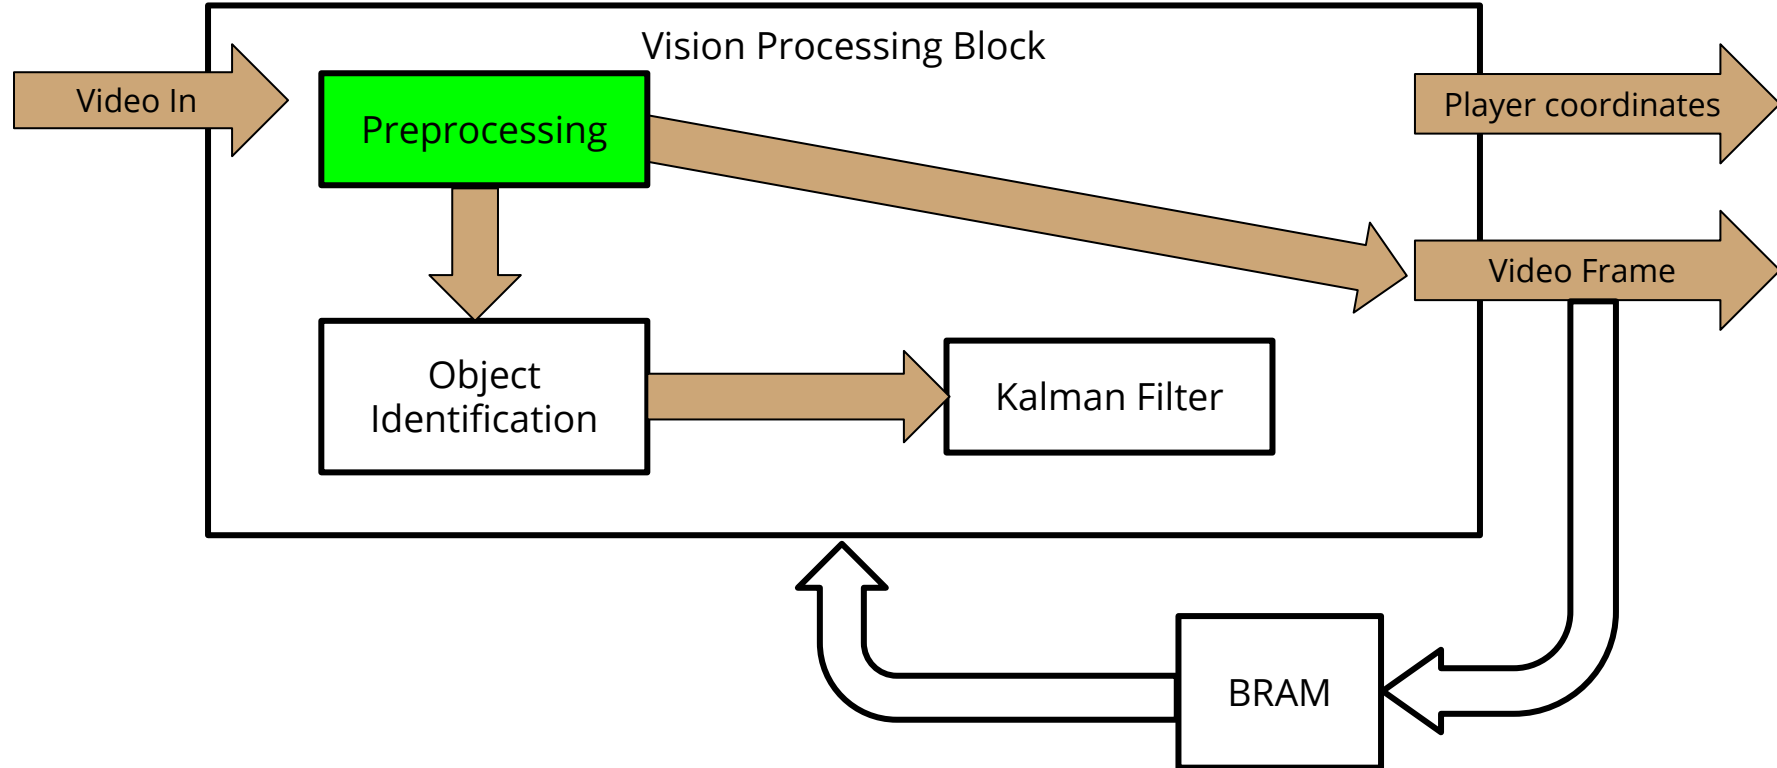 Vision Processing Block
Video In
Preprocessing
Player coordinates
Video Frame
Object
Identification
Kalman Filter
BRAM